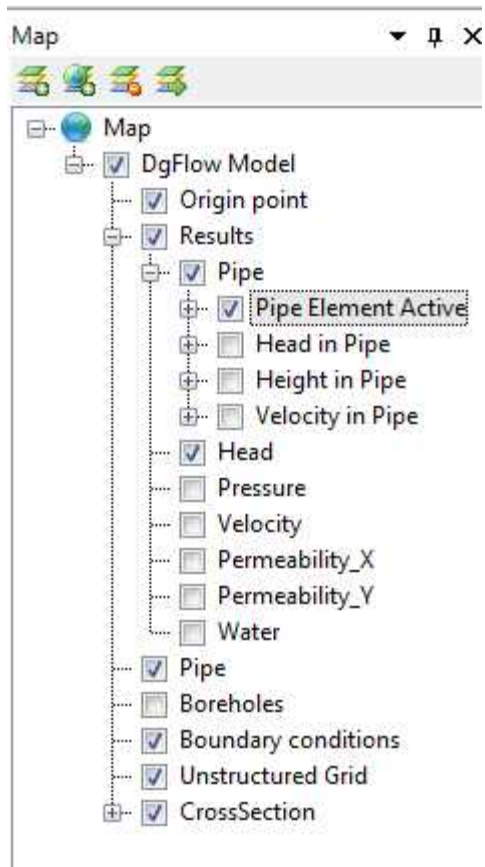 Map
Map
DgFlow Model
Origin point
Results
Pipe
Pipe Element Active
Head in Pipe
Height in Pipe
Velocity in Pipe
Head
Pressure
Velocity
Permeability_X
Permeability_Y
Water
Pipe
Boreholes
Boundary conditions
Unstructured Grid
CrossSection